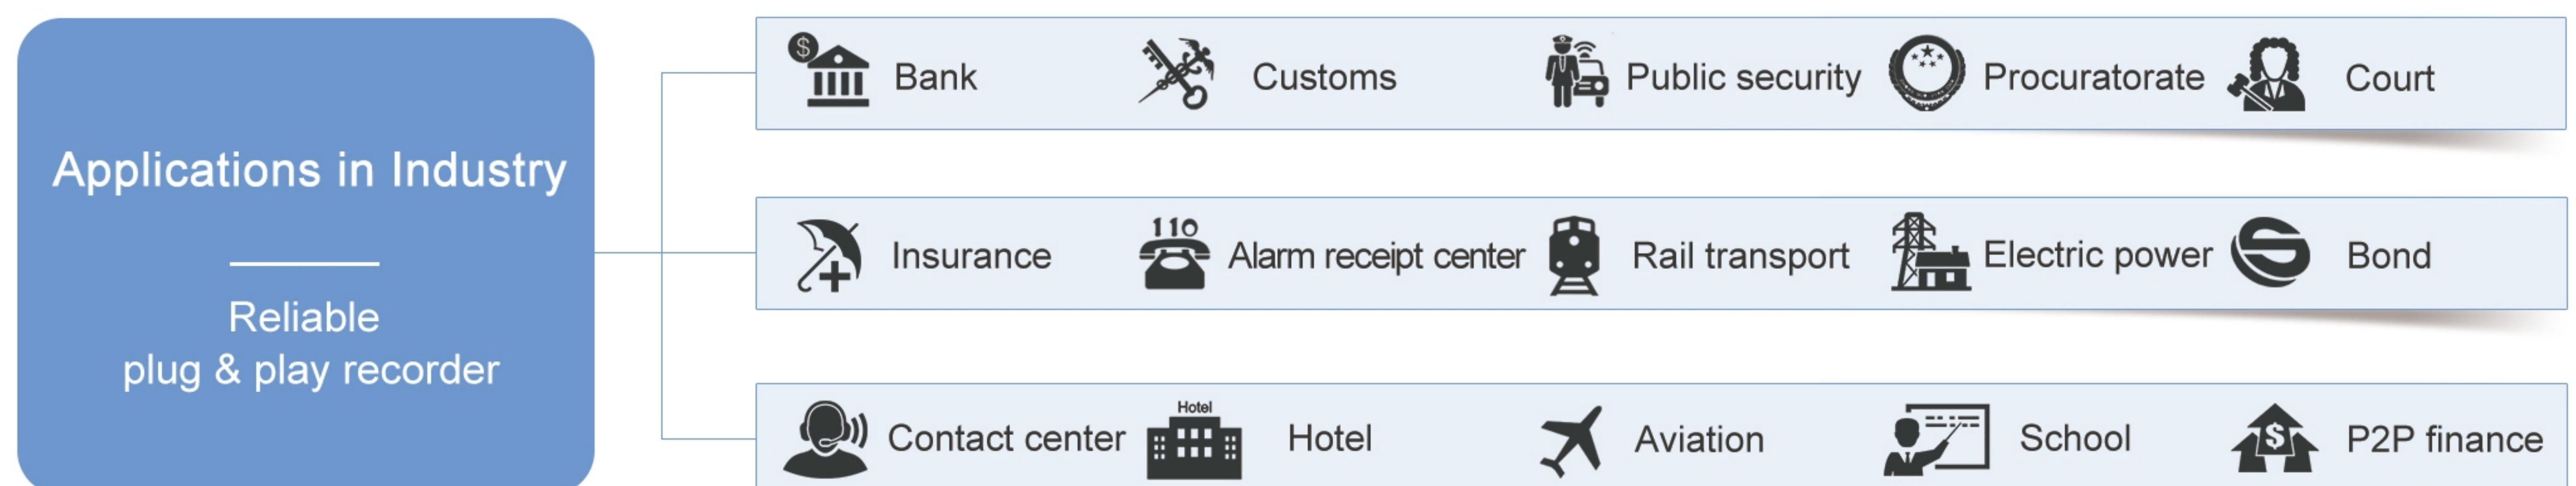 Applications in Industry
Reliable
plug & play recorder
$ Bank Customs Public security Procuratorate Court
Insurance 110 Alarm receipt center Rail transport Electric power Bond
Contact center Hotel Hotel Aviation School $ P2P finance